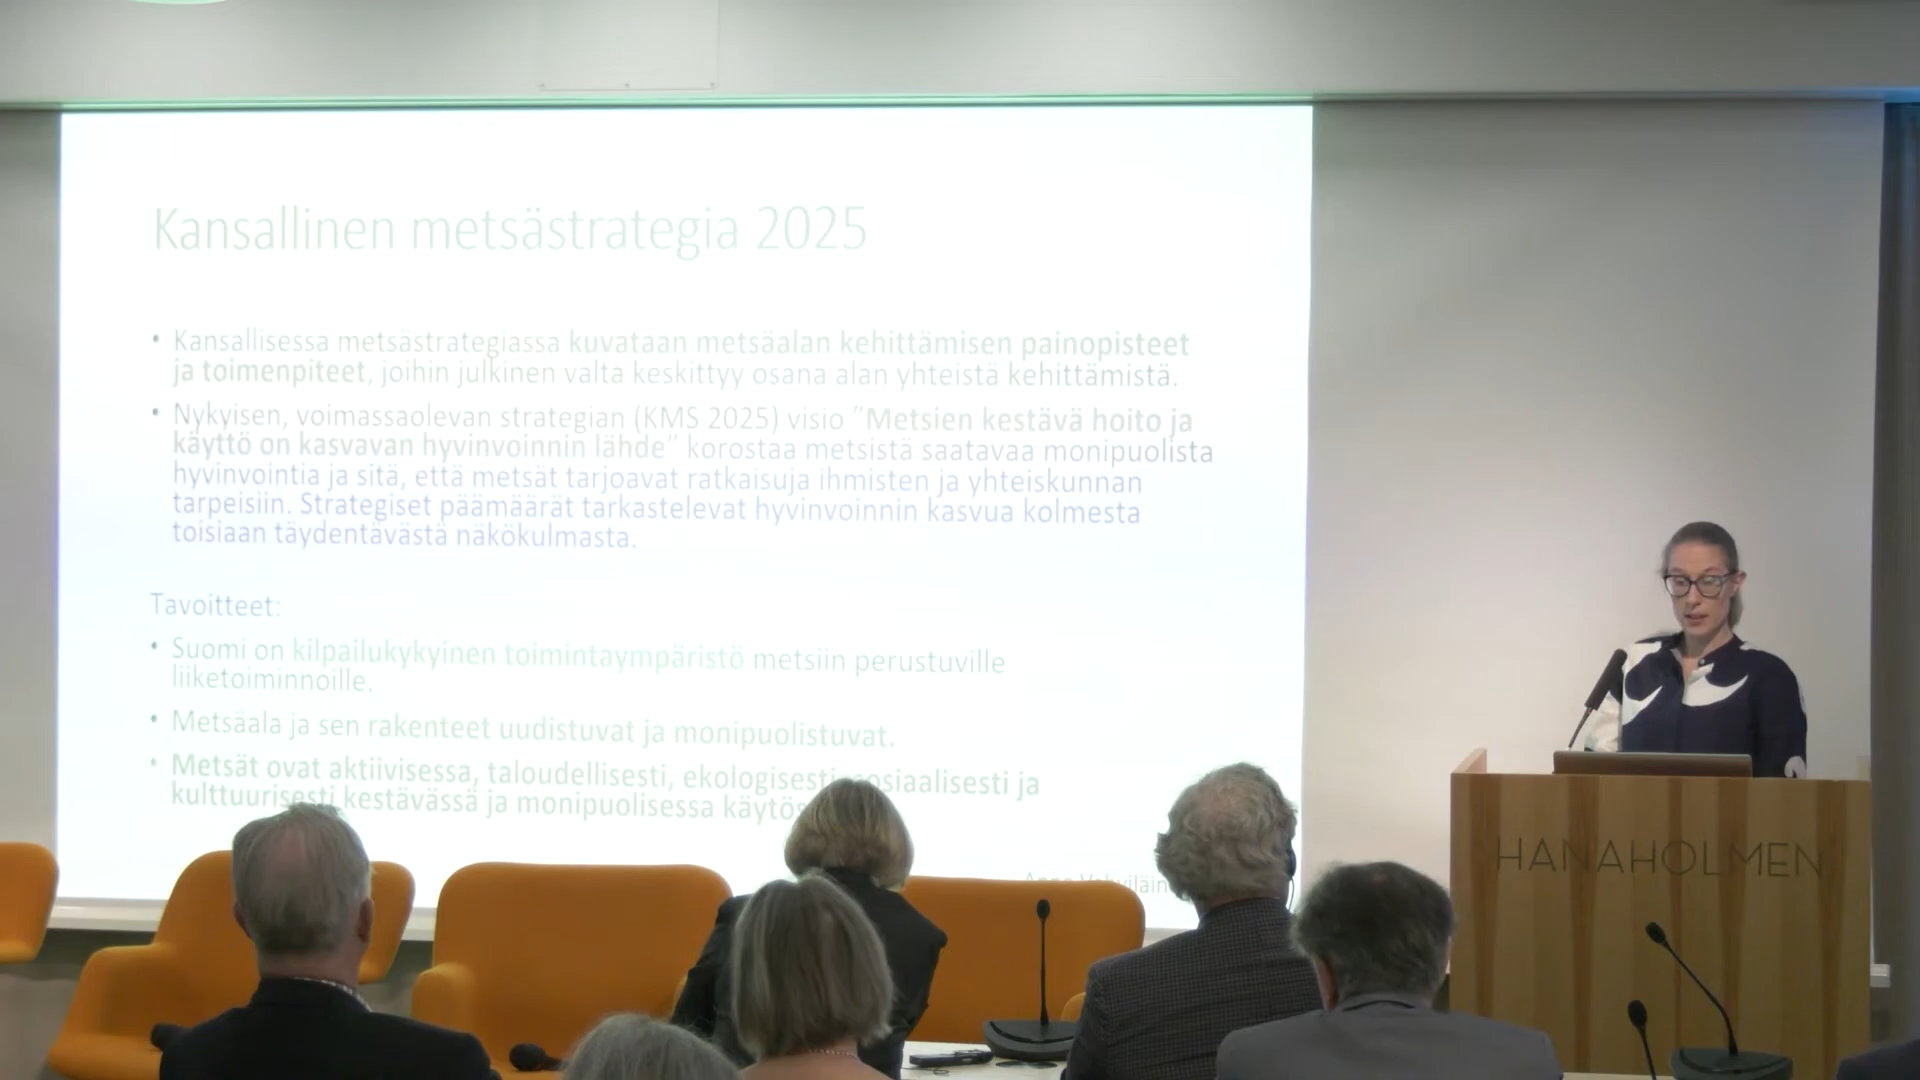 Kansallinen metsästrategia 2025
• Kansallisessa metsästrategiassa kuvataan metsäalan kehittämisen painopisteet
ja toimenpiteet, joihin julkinen valta keskittyy osana alan yhteistä kehittämistä.
• Nykyisen, voimassaolevan strategian (KMS 2025) visio ”Metsien kestävä hoito ja
käyttö on kasvavan hyvinvoinnin lähde” korostaa metsistä saatavaa monipuolista
hyvinvointia ja sitä, että metsät tarjoavat ratkaisuja ihmisten ja yhteiskunnan
tarpeisiin. Strategiset päämäärät tarkastelevat hyvinvoinnin kasvua kolmesta
toisiaan täydentävästä näkökulmasta.
Tavoitteet:
• Suomi on kilpailukykyinen toimintaympäristö metsiin perustuville
liiketoiminnoille.
• Metsäala ja sen rakenteet uudistuvat ja monipuolistuvat.
• Metsät ovat aktiivisessa, taloudellisesti, ekologisesti, sosiaalisesti ja
kulttuurisesti kestävässä ja monipuolisessa
HANAHOLMEN